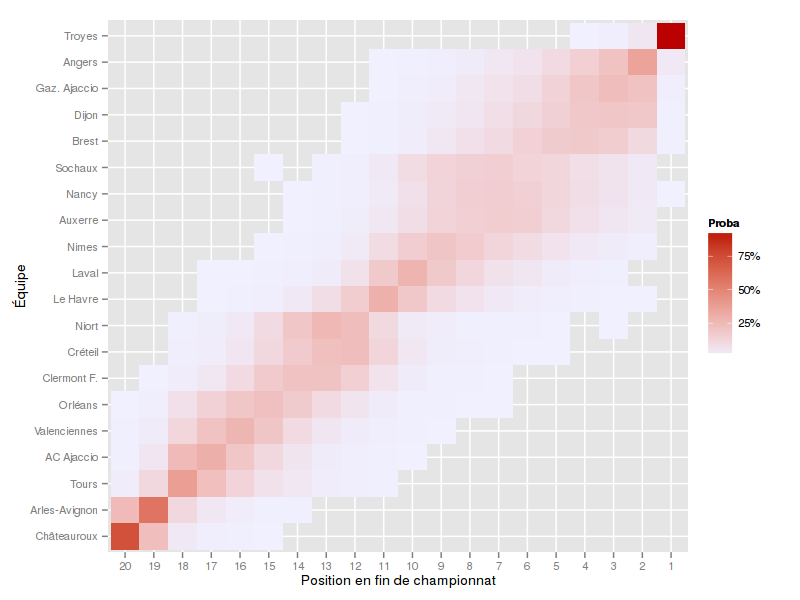 Troyes
Angers
Gaz. Ajaccio
Dijon
Brest
Sochaux
Nancy
Auxerre
Nimes
Laval
Le Havre
Niort
Créteil
Clermont F.
Orléans
Valenciennes
AC Ajaccio
Tours
Arles-Avignon
Châteauroux
Équipe
20 19 18 17 16 15 14 13 12 11 10 9 8 7 6 5 4 3 2 1
Position en fin de championnat
Proba
75%
50%
25%